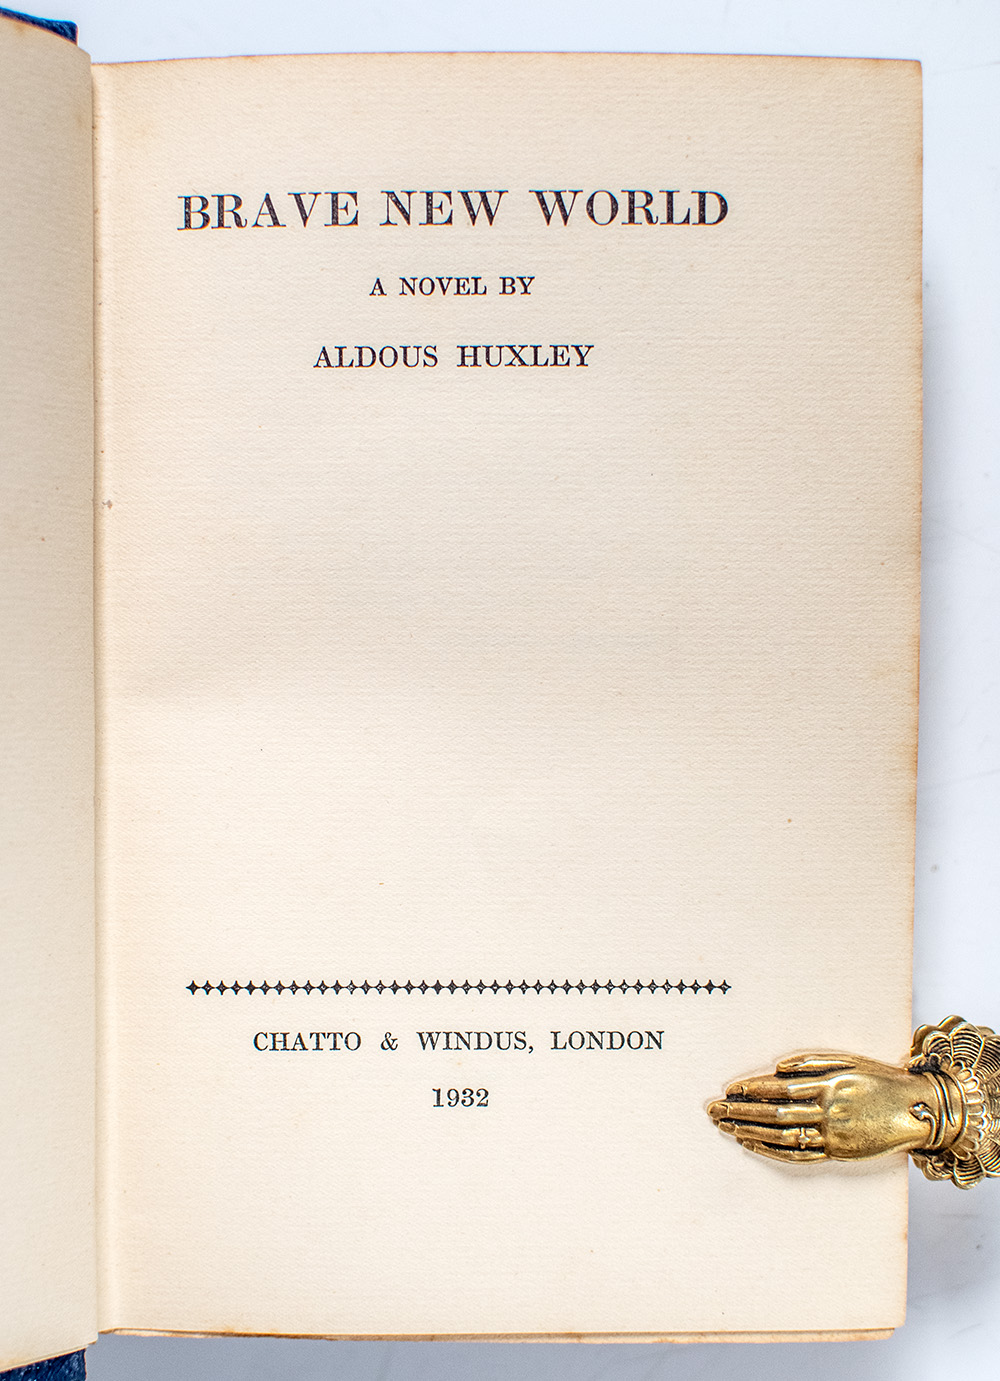 BRAVE NEW WORLD
A NOVEL BY
ALDOUS HUXLEY
CHATTO & WINDUS, LONDON
1932